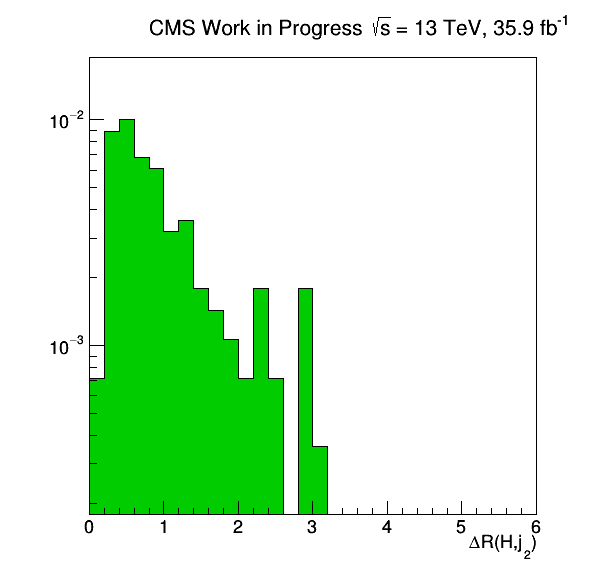 CMS Work in Progress √s = 13 TeV, 35.9 fb⁻¹
10⁻²
10⁻³
0 1 2 3 4 5 6
ΔR(H,j₂)